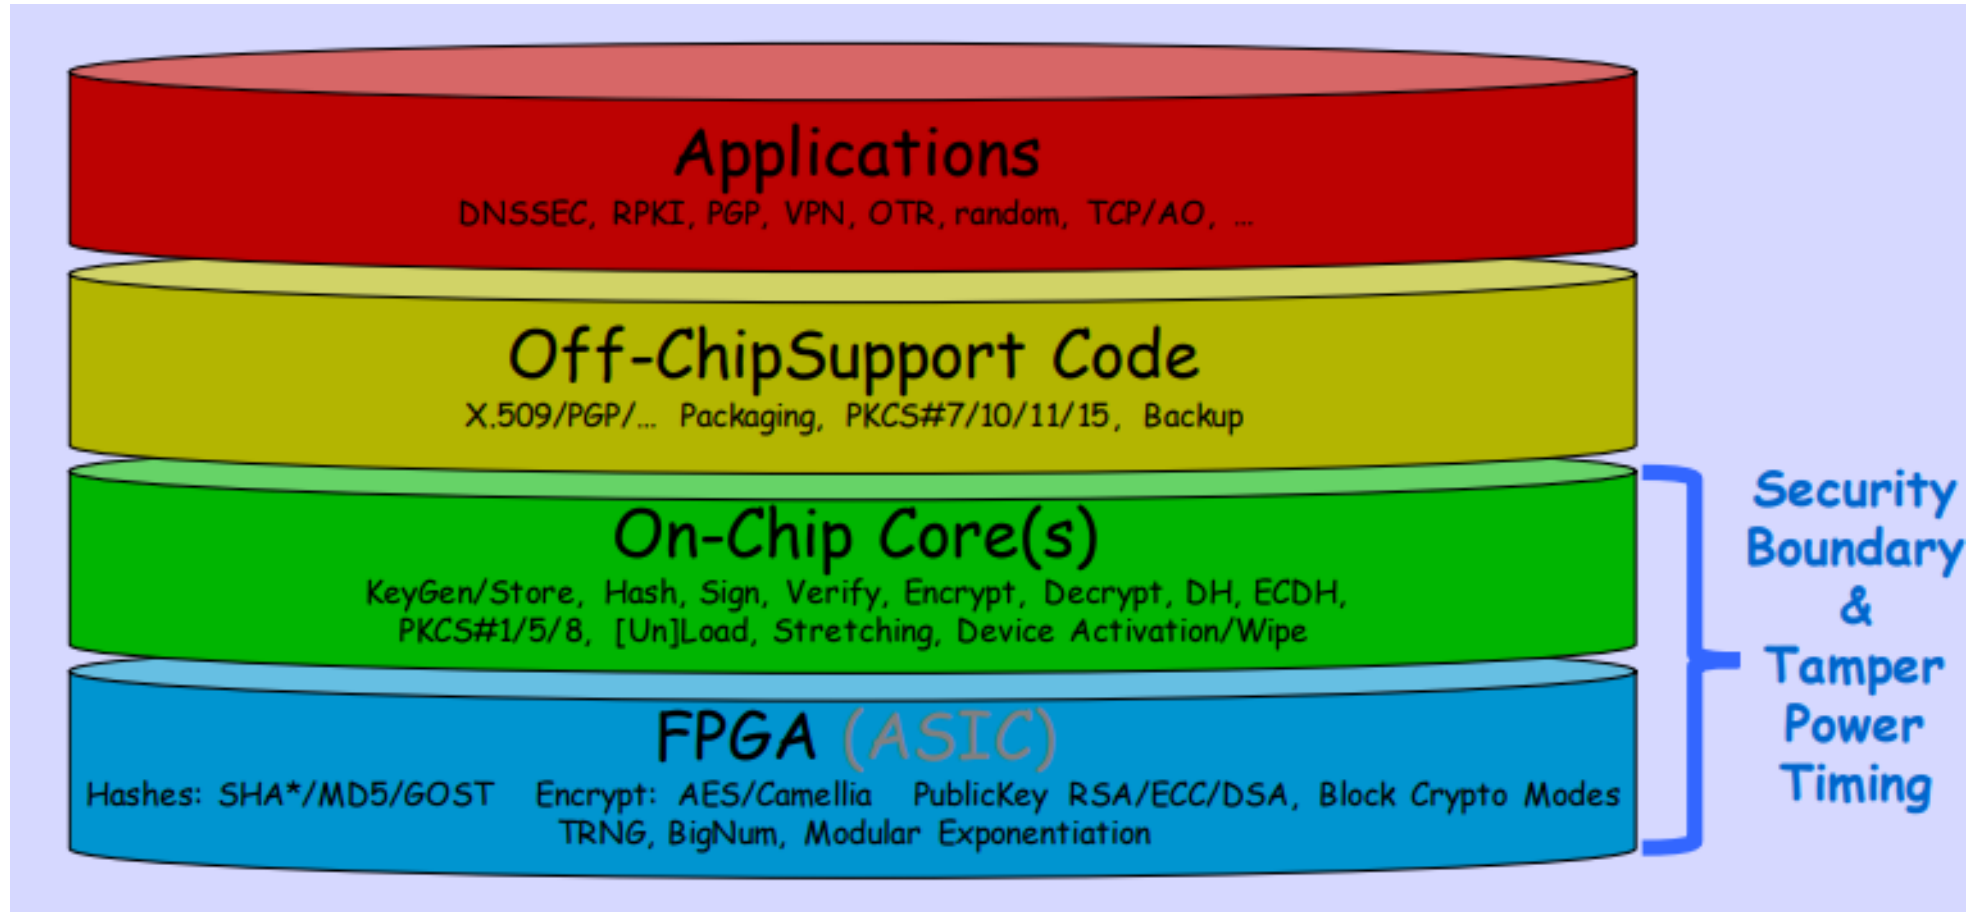 Applications
DNSSEC, RPKI, PGP, VPN, OTR, random, TCP/AO, ...
Off-ChipSupport Code
X.509/PGP/... Packaging, PKCS#7/10/11/15, Backup
On-Chip Core(s)
KeyGen/Store, Hash, Sign, Verify, Encrypt, Decrypt, DH, ECDH,
PKCS#1/5/8, [Un]Load, Stretching, Device Activation/Wipe
FPGA (ASIC)
Hashes: SHA*/MD5/GOST Encrypt: AES/Camellia PublicKey RSA/ECC/DSA, Block Crypto Modes
TRNG, BigNum, Modular Exponentiation
Security
Boundary
&
Tamper
Power
Timing